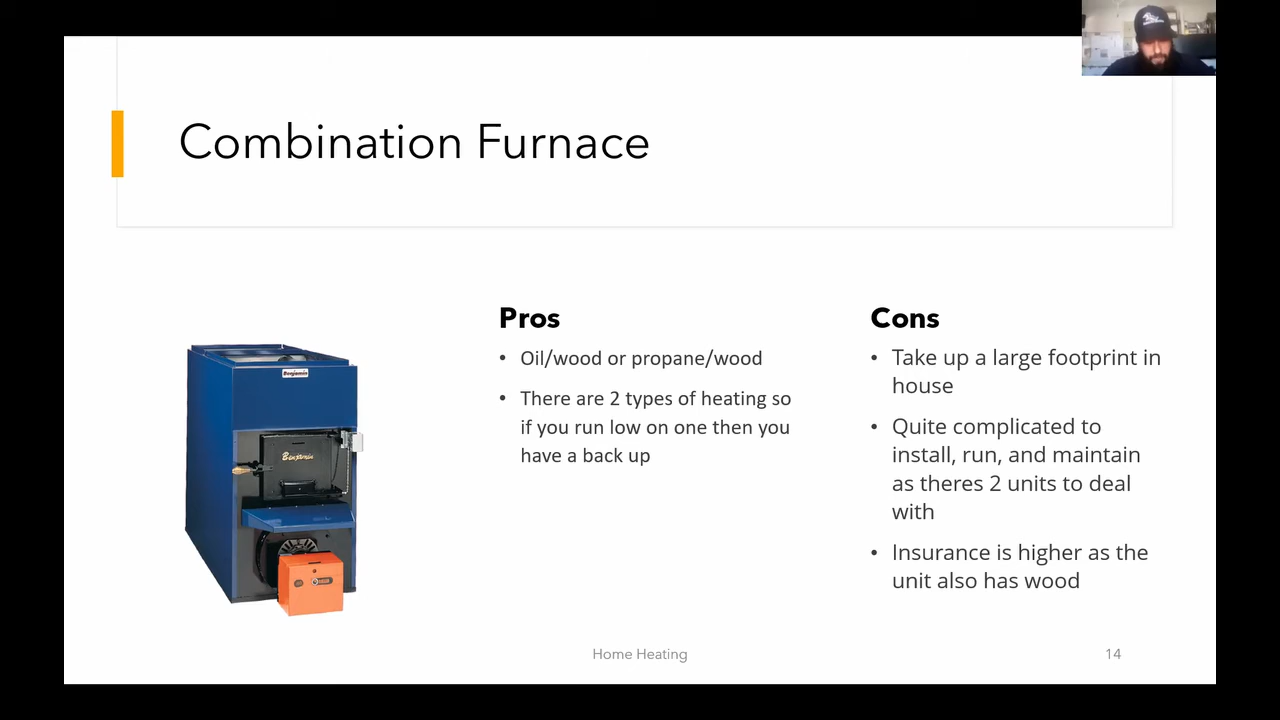 Combination Furnace
Benjamin
Benjamin
Pros
• Oil/wood or propane/wood
• There are 2 types of heating so
if you run low on one then you
have a back up
Cons
• Take up a large footprint in
house
• Quite complicated to
install, run, and maintain
as theres 2 units to deal
with
• Insurance is higher as the
unit also has wood
Home Heating
14